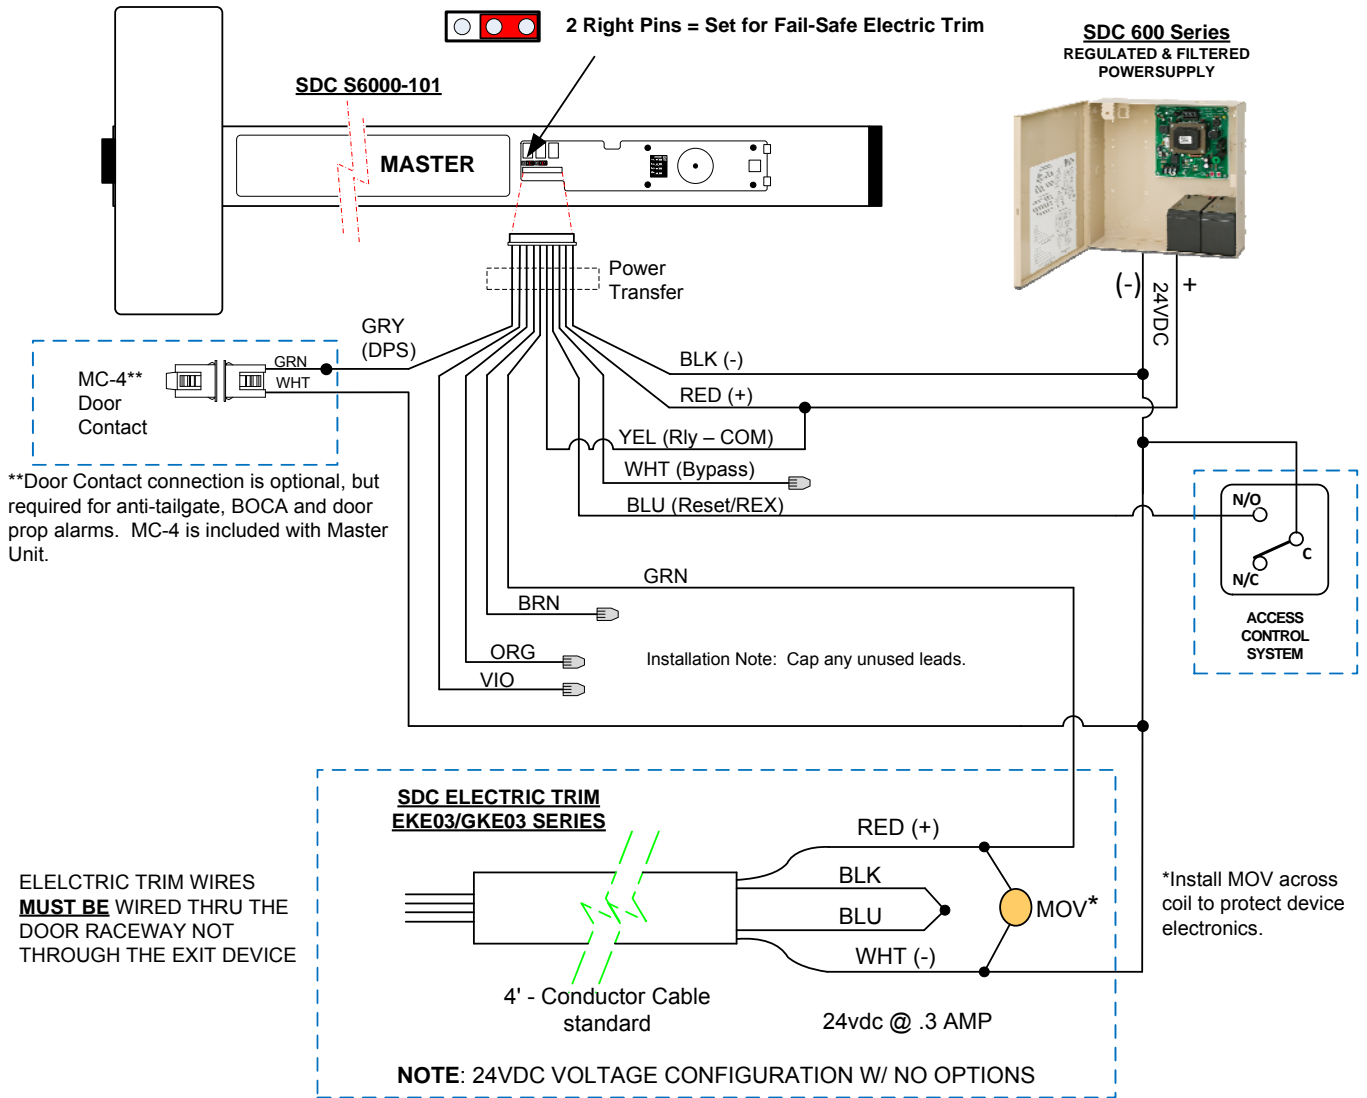 2 Right Pins = Set for Fail-Safe Electric Trim
SDC 600 Series
REGULATED & FILTERED
POWERSUPPLY
SDC S6000-101
MASTER
Power
Transfer
(-)
24VDC
+
GRY
(DPS)
BLK (-)
RED (+)
YEL (Rly – COM)
WHT (Bypass)
BLU (Reset/REX)
MC-4**
Door
Contact
GRN
WHT
**Door Contact connection is optional, but
required for anti-tailgate, BOCA and door
prop alarms.  MC-4 is included with Master
Unit.
N/O
C
N/C
ACCESS
CONTROL
SYSTEM
GRN
BRN
ORG
VIO
Installation Note:  Cap any unused leads.
SDC ELECTRIC TRIM
EKE03/GKE03 SERIES
RED (+)
BLK
BLU
WHT (-)
MOV*
*Install MOV across
coil to protect device
electronics.
ELELCTRIC TRIM WIRES
MUST BE WIRED THRU THE
DOOR RACEWAY NOT
THROUGH THE EXIT DEVICE
4' - Conductor Cable
standard
24vdc @ .3 AMP
NOTE: 24VDC VOLTAGE CONFIGURATION W/ NO OPTIONS